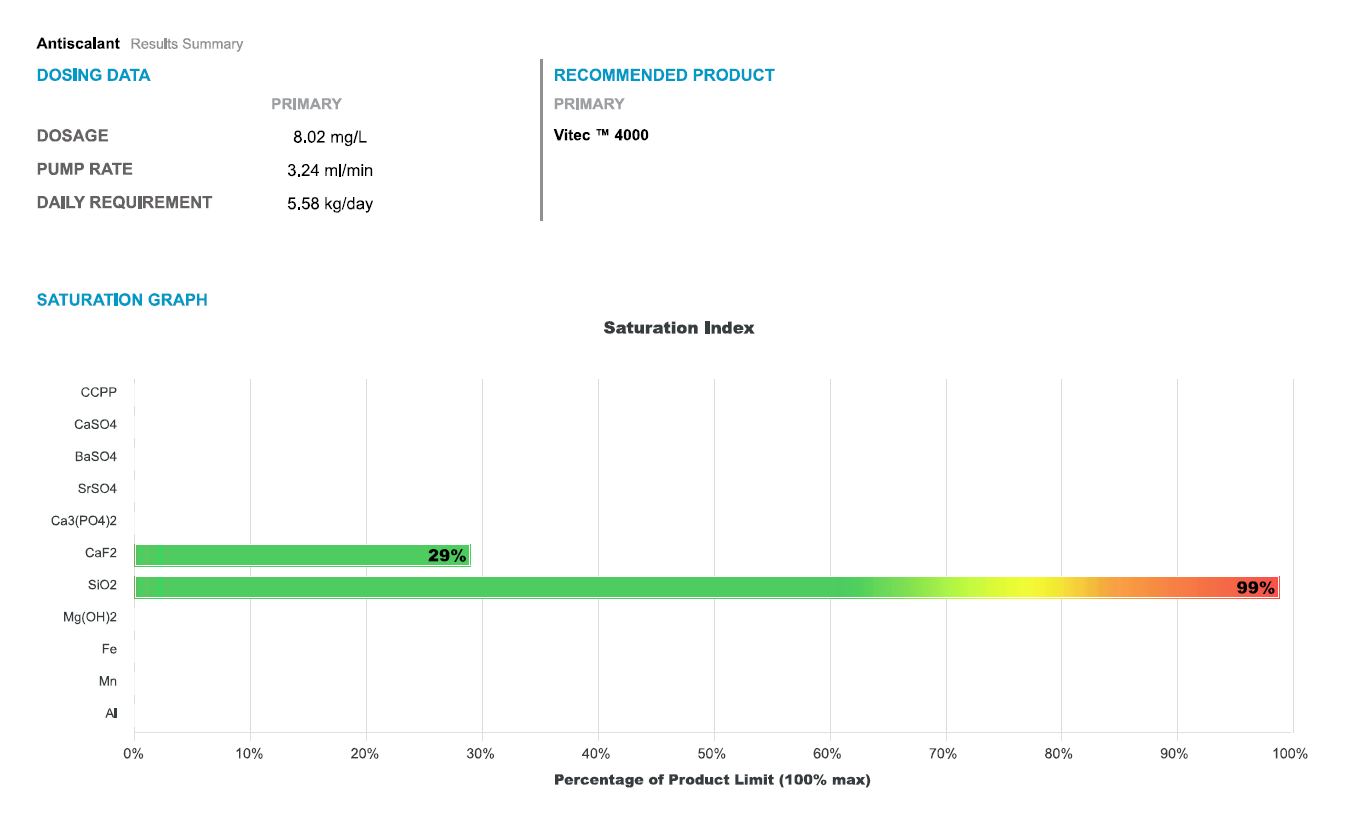 Antiscalant Results Summary
DOSING DATA
PRIMARY
DOSAGE 8.02 mg/L
PUMP RATE 3.24 ml/min
DAILY REQUIREMENT 5.58 kg/day
RECOMMENDED PRODUCT
PRIMARY
Vitec ™ 4000
SATURATION GRAPH
Saturation Index
CCPP
CaSO4
BaSO4
SrSO4
Ca3(PO4)2
CaF2 29%
SiO2 99%
Mg(OH)2
Fe
Mn
Al
0% 10% 20% 30% 40% 50% 60% 70% 80% 90% 100%
Percentage of Product Limit (100% max)